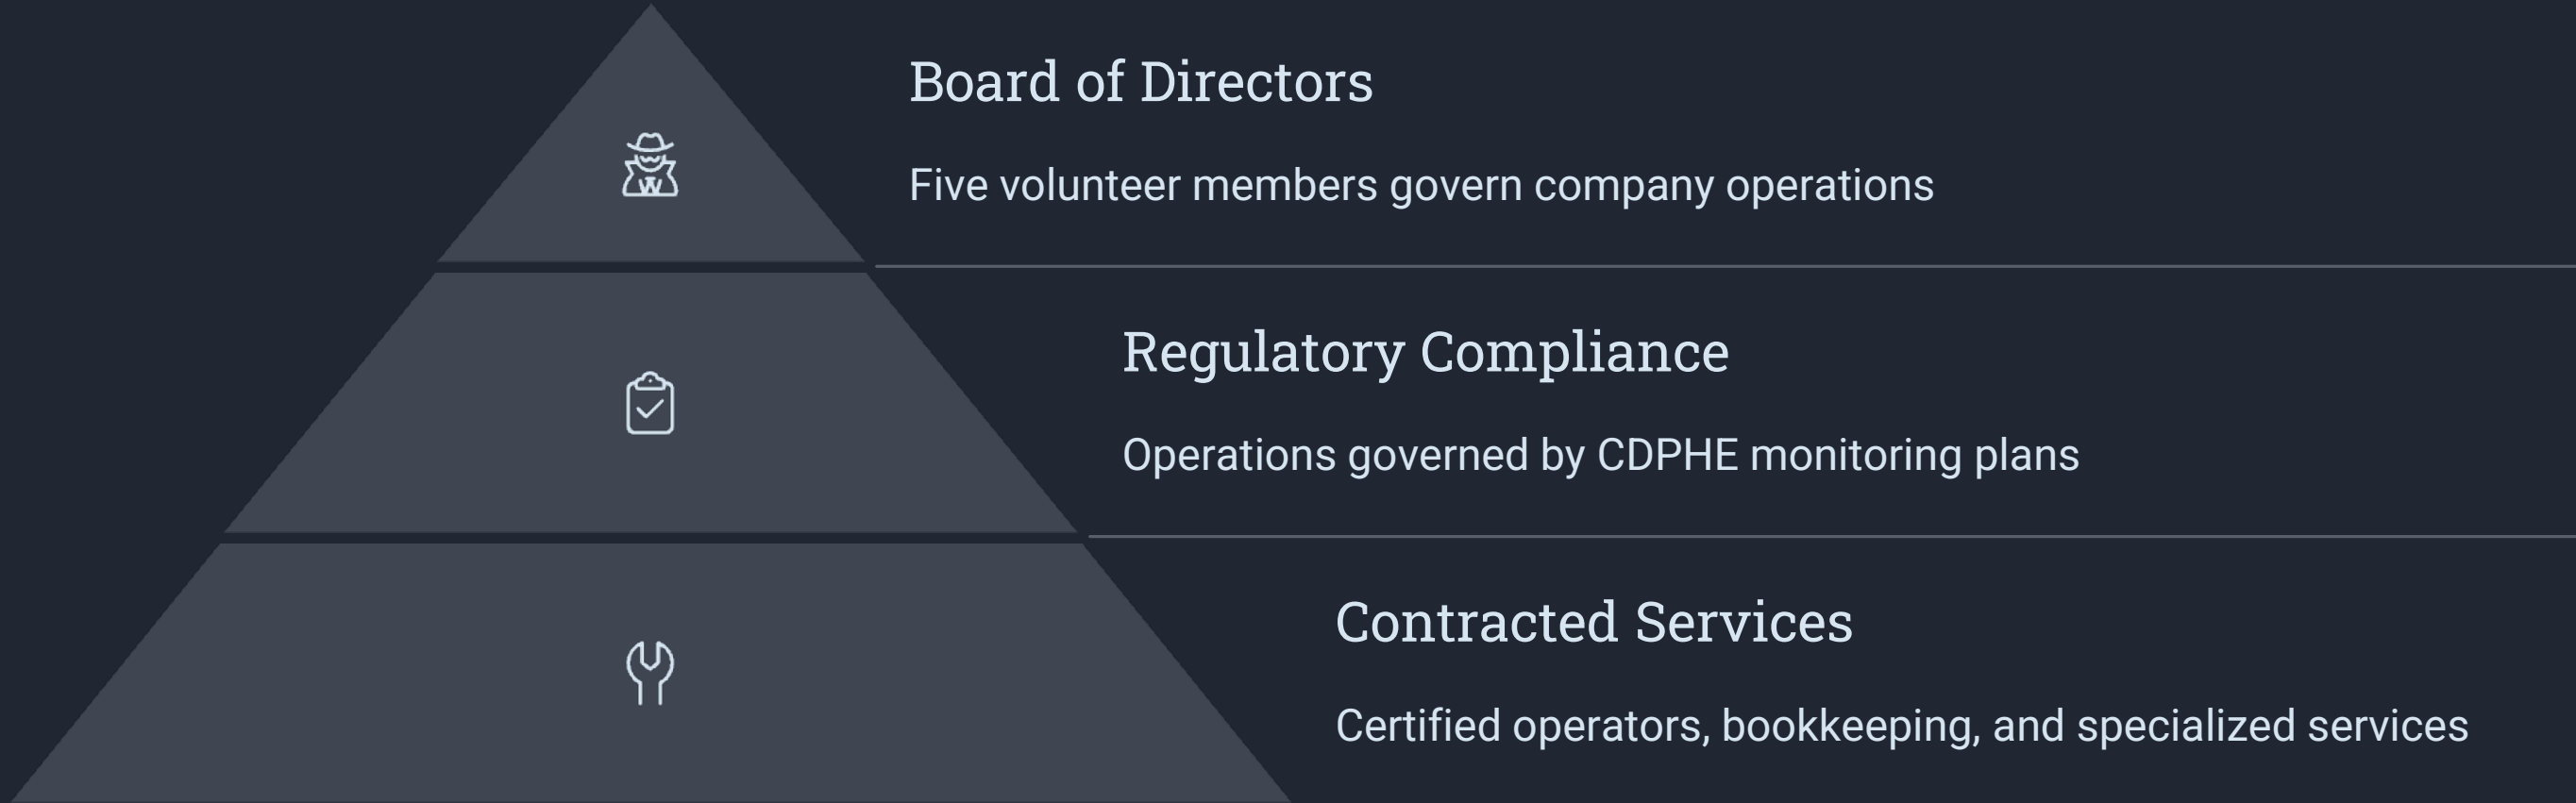 Board of Directors
Five volunteer members govern company operations
Regulatory Compliance
Operations governed by CDPHE monitoring plans
Contracted Services
Certified operators, bookkeeping, and specialized services